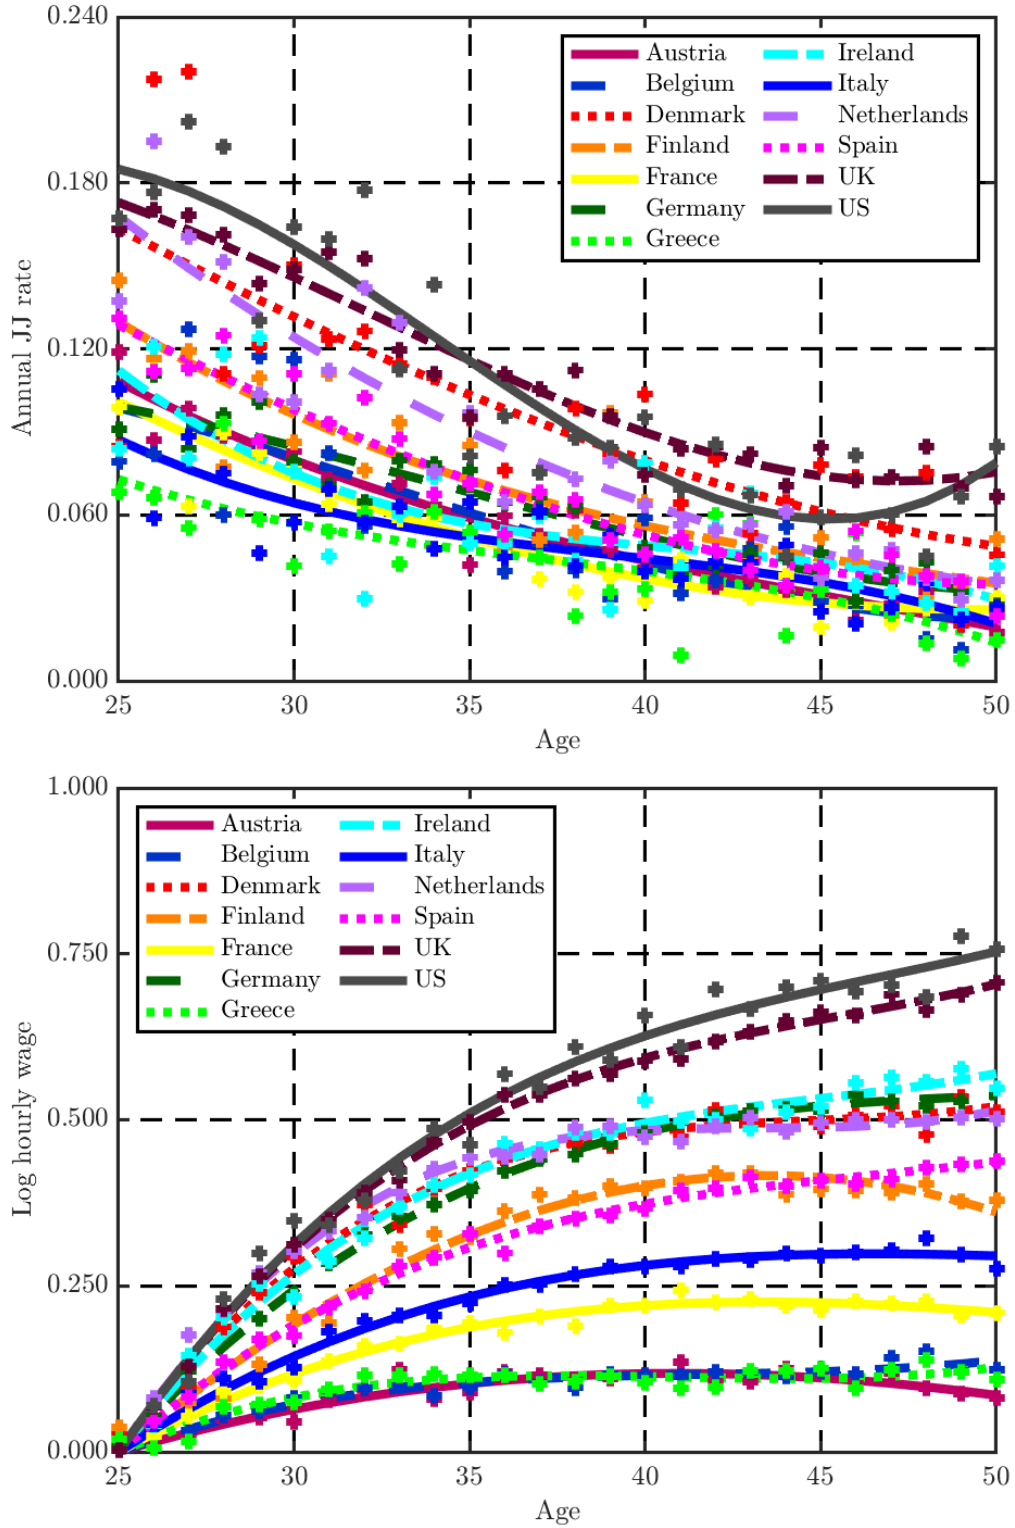 0.240
0.180
0.120
0.060
0.000
Annual JJ rate
Austria
Belgium
Denmark
Finland
France
Germany
Greece
Ireland
Italy
Netherlands
Spain
UK
US
25 30 35 40 45 50
Age
1.000
0.750
0.500
0.250
0.000
Log hourly wage
Austria
Belgium
Denmark
Finland
France
Germany
Greece
Ireland
Italy
Netherlands
Spain
UK
US
25 30 35 40 45 50
Age